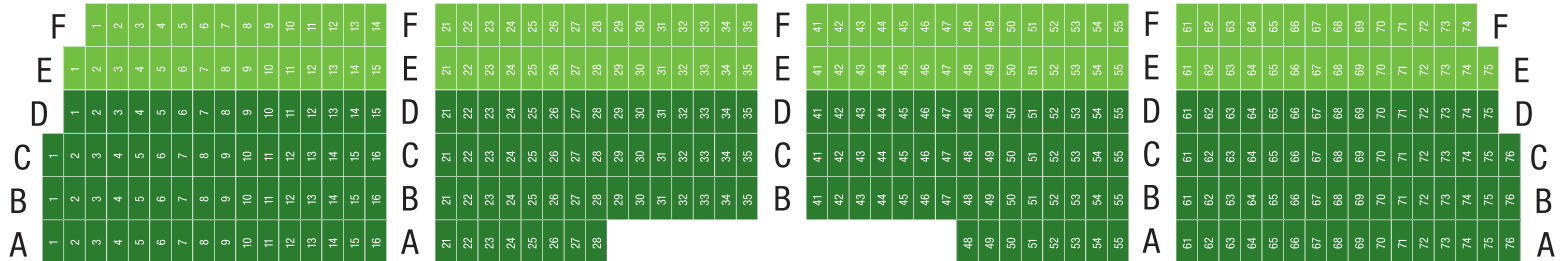 F 1 2 3 4 5 6 7 8 9 10 11 12 13 14 F 21 22 23 24 25 26 27 28 29 30 31 32 33 34 35 F 41 42 43 44 45 46 47 48 49 50 51 52 53 54 55 F 61 62 63 64 65 66 67 68 69 70 71 72 73 74 F
E 1 2 3 4 5 6 7 8 9 10 11 12 13 14 15 E 21 22 23 24 25 26 27 28 29 30 31 32 33 34 35 E 41 42 43 44 45 46 47 48 49 50 51 52 53 54 55 E 61 62 63 64 65 66 67 68 69 70 71 72 73 74 75 E
D 1 2 3 4 5 6 7 8 9 10 11 12 13 14 15 D 21 22 23 24 25 26 27 28 29 30 31 32 33 34 35 D 41 42 43 44 45 46 47 48 49 50 51 52 53 54 55 D 61 62 63 64 65 66 67 68 69 70 71 72 73 74 75 D
C 1 2 3 4 5 6 7 8 9 10 11 12 13 14 15 16 C 21 22 23 24 25 26 27 28 29 30 31 32 33 34 35 C 41 42 43 44 45 46 47 48 49 50 51 52 53 54 55 C 61 62 63 64 65 66 67 68 69 70 71 72 73 74 75 76 C
B 1 2 3 4 5 6 7 8 9 10 11 12 13 14 15 16 B 21 22 23 24 25 26 27 28 29 30 31 32 33 34 35 B 41 42 43 44 45 46 47 48 49 50 51 52 53 54 55 B 61 62 63 64 65 66 67 68 69 70 71 72 73 74 75 76 B
A 1 2 3 4 5 6 7 8 9 10 11 12 13 14 15 16 A 21 22 23 24 25 26 27 28 48 49 50 51 52 53 54 55 A 61 62 63 64 65 66 67 68 69 70 71 72 73 74 75 76 A